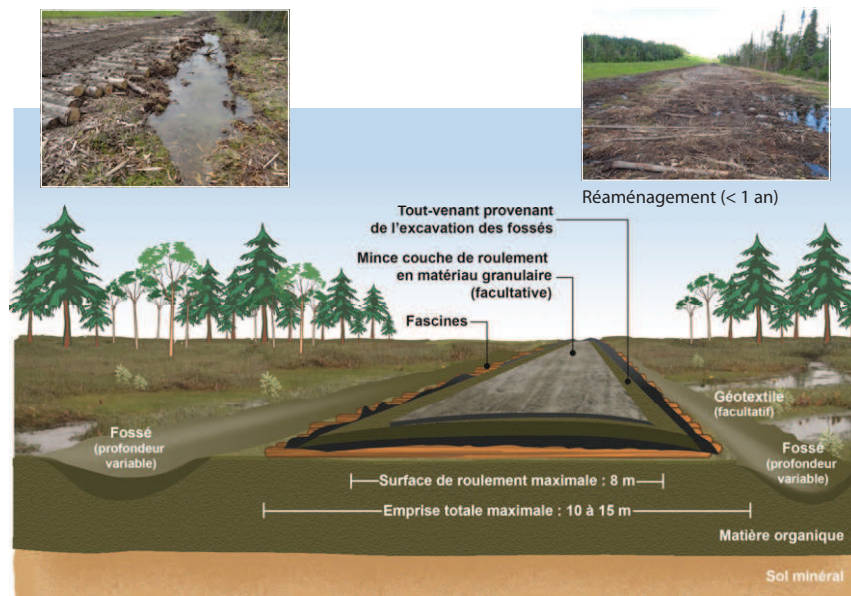 Réaménagement (< 1 an)
Tout-venant provenant
de l'excavation des fossés
Mince couche de roulement
en matériau granulaire
(facultative)
Fascines
Géotextile
(facultatif)
Fossé
(profondeur
variable)
Fossé
(profondeur
variable)
Surface de roulement maximale : 8 m
Emprise totale maximale : 10 à 15 m
Matière organique
Sol minéral